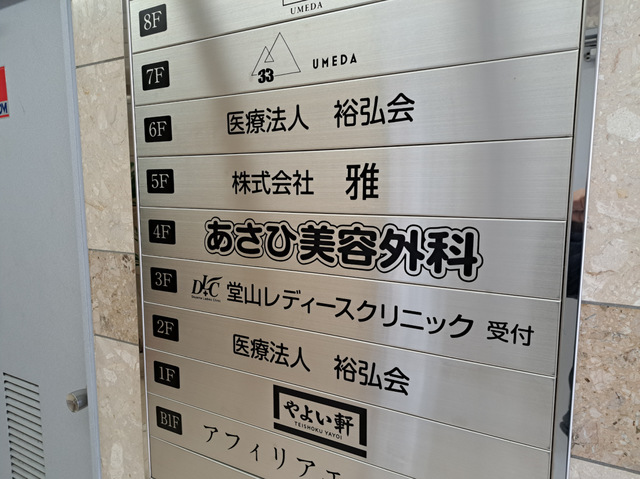 8F UMEDA
7F 33 UMEDA
6F 医療法人 裕弘会
5F 株式会社 雅
4F あさひ美容外科
3F DLC 堂山レディースクリニック 受付
2F 医療法人 裕弘会
1F やよい軒
TEISHOKU YAYOI
B1F アフィリア